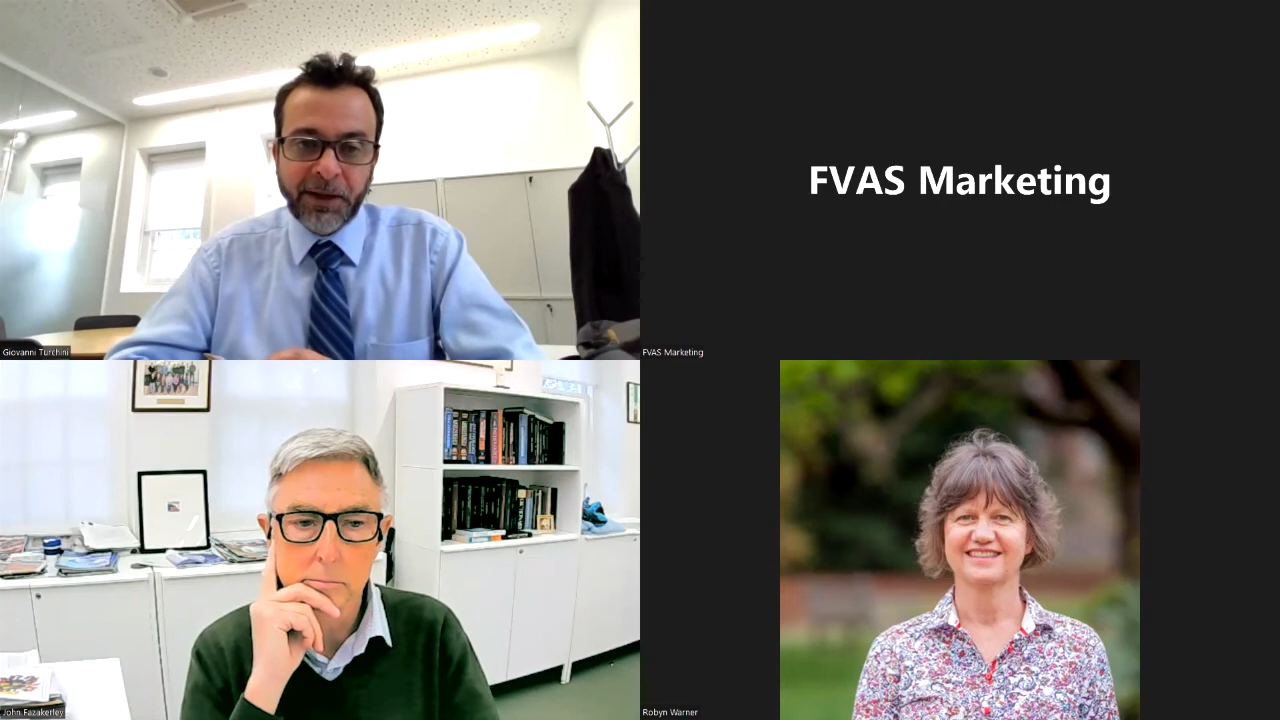 FVAS Marketing
Giovanni Turchini
FVAS Marketing
John Fazakerley
Robyn Warner